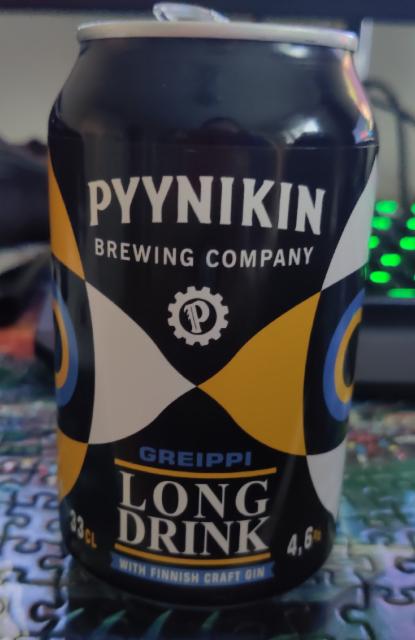 PYYNIKIN
BREWING COMPANY
P
GREIPPI
LONG
DRINK
33CL
4,6%
WITH FINNISH CRAFT GIN